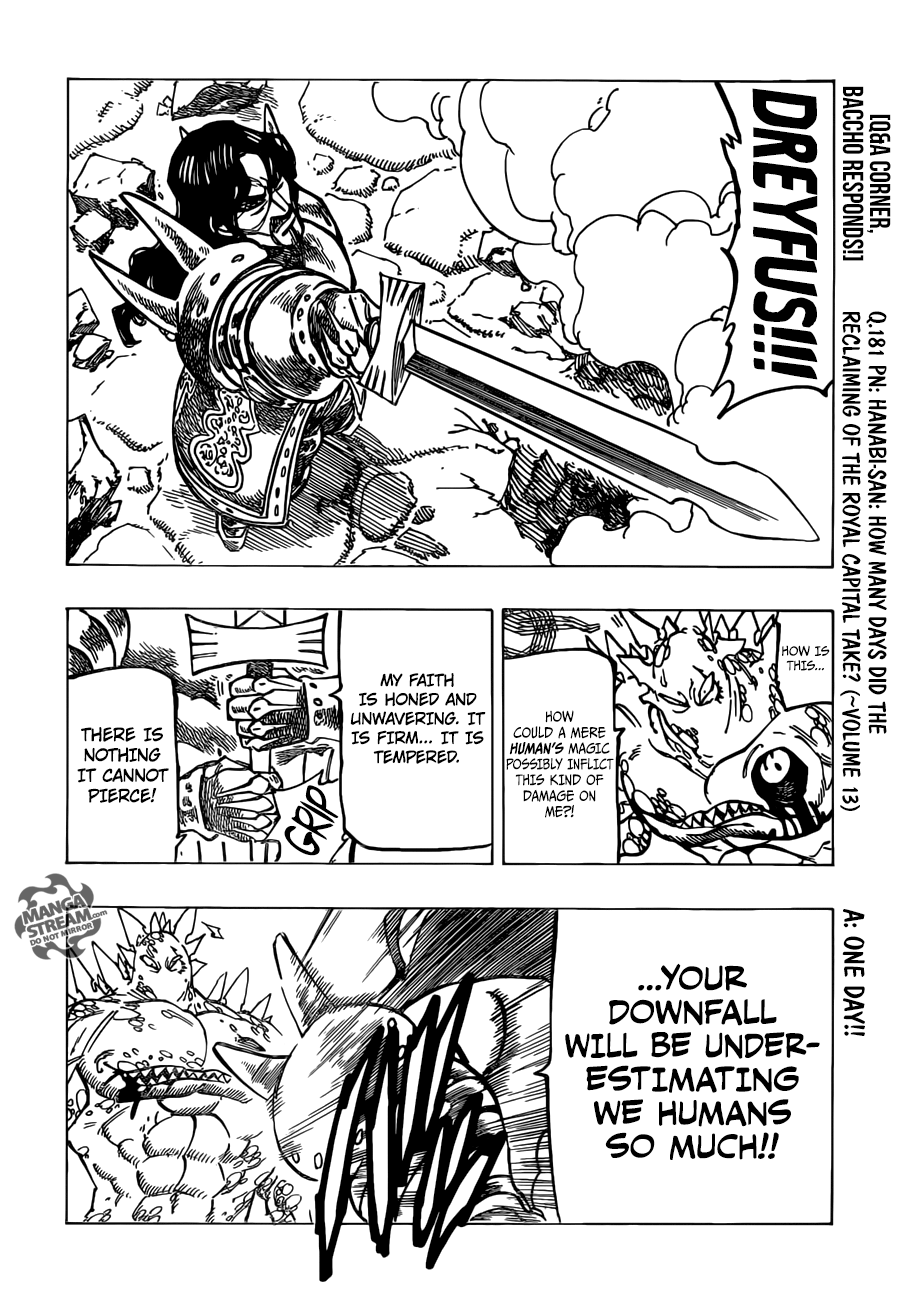 [Q&A CORNER,
BACCHO RESPONDS!!]
Q.181 PN: HANABI-SAN: HOW MANY DAYS DID THE
RECLAIMING OF THE ROYAL CAPITAL TAKE? (~VOLUME 13)
A: ONE DAY!!
DREYFUS!!!
HOW IS
THIS...
HOW
COULD A MERE
HUMAN'S MAGIC
POSSIBLY INFLICT
THIS KIND OF
DAMAGE ON
ME?!
MY FAITH
IS HONED AND
UNWAVERING. IT
IS FIRM... IT IS
TEMPERED.
GRIP
THERE IS
NOTHING
IT CANNOT
PIERCE!
...YOUR
DOWNFALL
WILL BE UNDER-
ESTIMATING
WE HUMANS
SO MUCH!!
MANGA
STREAM.com
DO NOT MIRROR